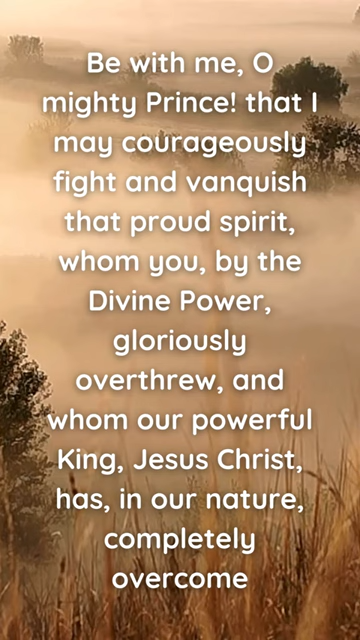 Be with me, O
mighty Prince! that I
may courageously
fight and vanquish
that proud spirit,
whom you, by the
Divine Power,
gloriously
overthrew, and
whom our powerful
King, Jesus Christ,
has, in our nature,
completely
overcome